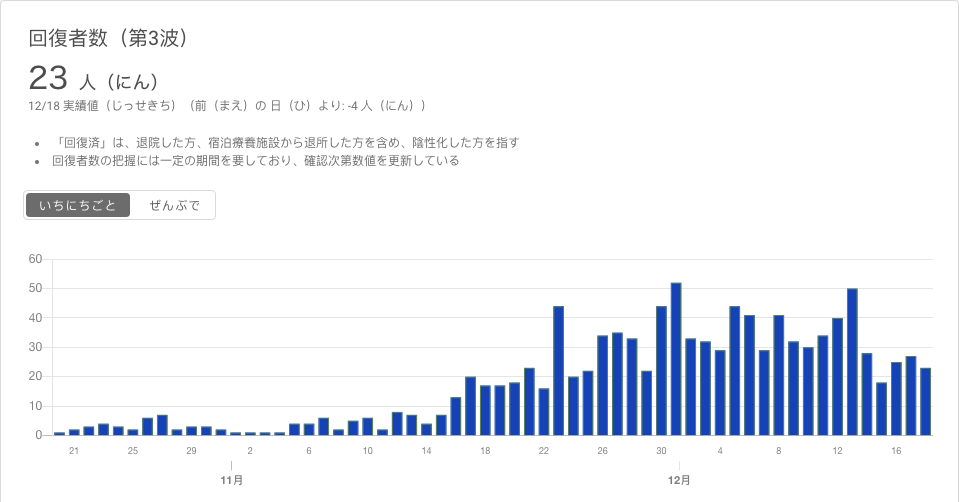 回復者数（第3波）
23 人（にん）
12/18 実績値（じっせきち）（前（まえ）の 日（ひ）より: -4 人（にん））
• 「回復済」は、退院した方、宿泊療養施設から退所した方を含め、陰性化した方を指す
• 回復者数の把握には一定の期間を要しており、確認次第数値を更新している
いちにちごと ぜんぶで
60
50
40
30
20
10
0
21 25 29 2 6 10 14 18 22 26 30 4 8 12 16
11月 12月